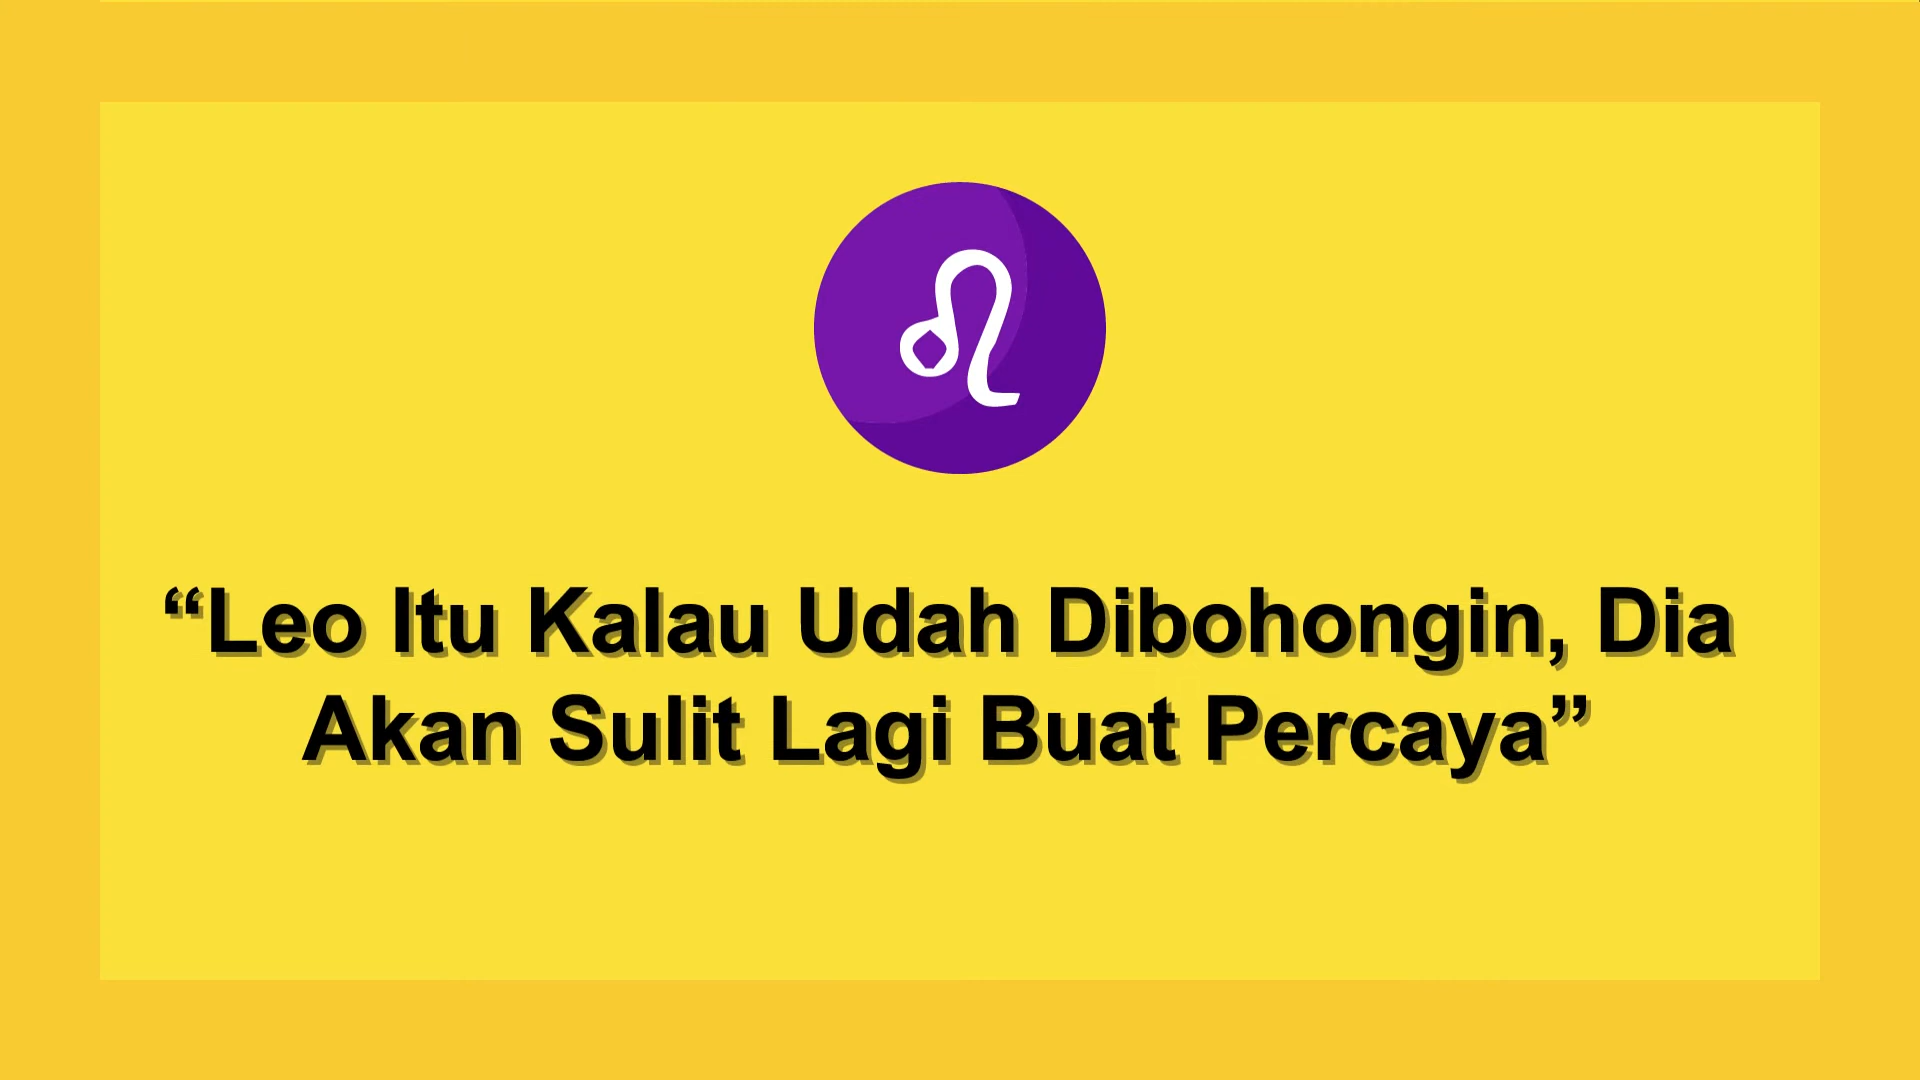 “Leo Itu Kalau Udah Dibohongin, Dia
Akan Sulit Lagi Buat Percaya”